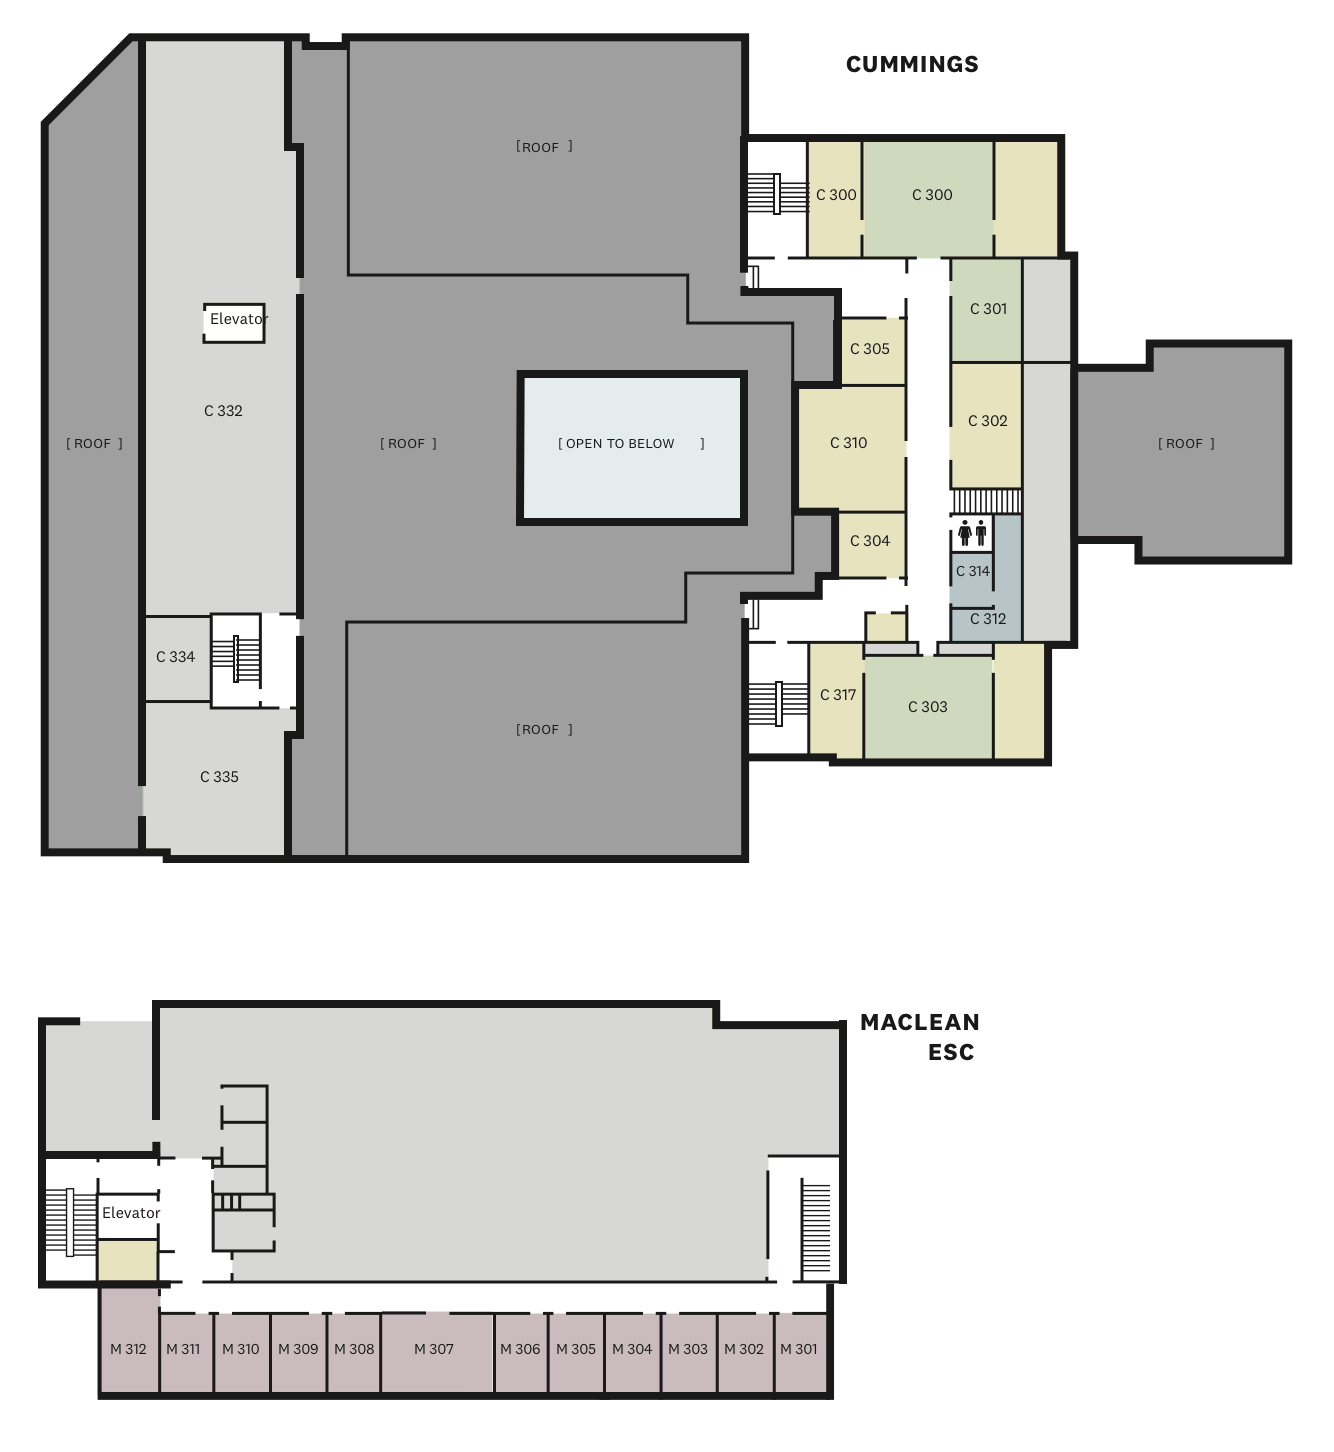 CUMMINGS
[ ROOF ]
C 300
C 300
C 301
Elevator
C 305
C 332
C 302
[ ROOF ]
[ ROOF ]
[ OPEN TO BELOW ]
C 310
[ ROOF ]
C 304
C 314
C 312
C 334
C 317
C 303
[ ROOF ]
C 335
MACLEAN
ESC
Elevator
M 312
M 311
M 310
M 309
M 308
M 307
M 306
M 305
M 304
M 303
M 302
M 301